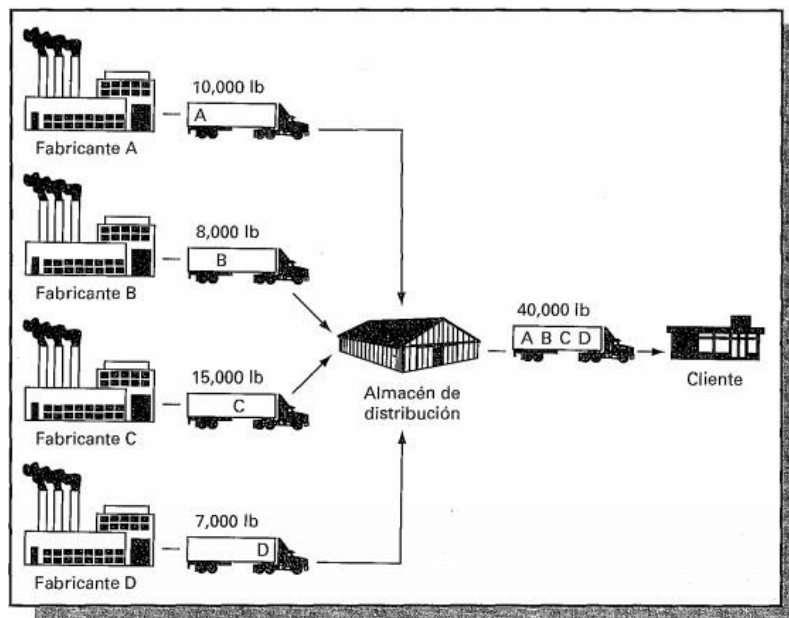 10,000 lb
A
Fabricante A
8,000 lb
B
Fabricante B
15,000 lb
C
Fabricante C
7,000 lb
D
Fabricante D
Almacén de
distribución
40,000 lb
A B C D
Cliente